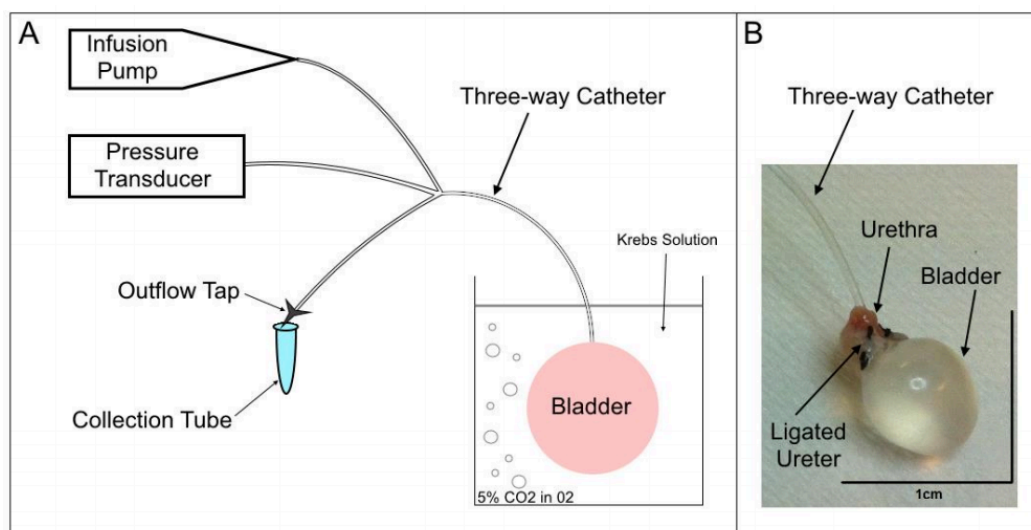 A
Infusion
Pump
Three-way Catheter
Pressure
Transducer
Krebs Solution
Outflow Tap
Bladder
Collection Tube
5% CO2 in 02
B
Three-way Catheter
Urethra
Bladder
Ligated
Ureter
1cm